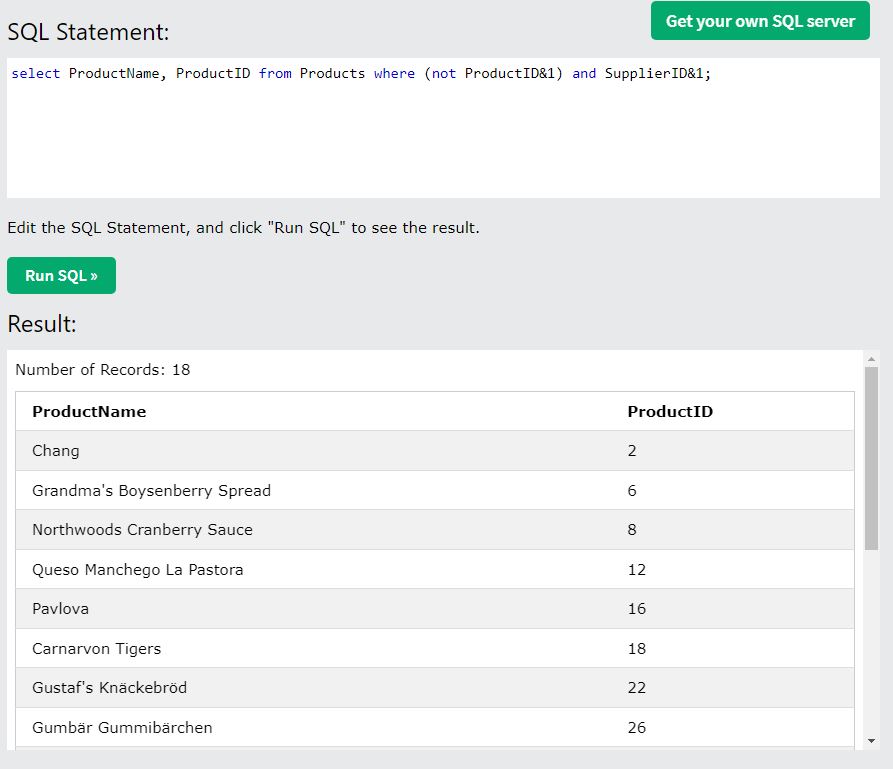 SQL Statement:
Get your own SQL server
select ProductName, ProductID from Products where (not ProductID&1) and SupplierID&1;
Edit the SQL Statement, and click "Run SQL" to see the result.
Run SQL »
Result:
Number of Records: 18
ProductName ProductID
Chang 2
Grandma's Boysenberry Spread 6
Northwoods Cranberry Sauce 8
Queso Manchego La Pastora 12
Pavlova 16
Carnarvon Tigers 18
Gustaf's Knäckebröd 22
Gumbär Gummibärchen 26